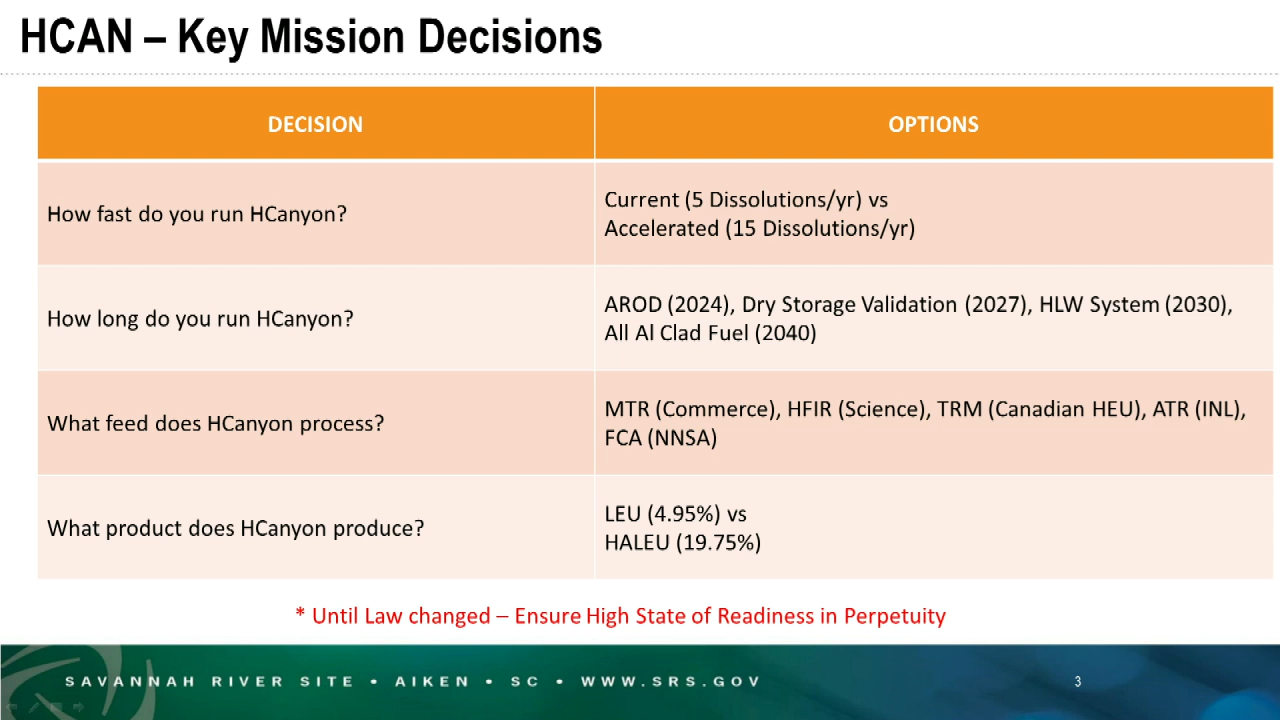 HCAN – Key Mission Decisions
DECISION
OPTIONS
How fast do you run HCanyon?
Current (5 Dissolutions/yr) vs
Accelerated (15 Dissolutions/yr)
How long do you run HCanyon?
AROD (2024), Dry Storage Validation (2027), HLW System (2030),
All Al Clad Fuel (2040)
What feed does HCanyon process?
MTR (Commerce), HFIR (Science), TRM (Canadian HEU), ATR (INL),
FCA (NNSA)
What product does HCanyon produce?
LEU (4.95%) vs
HALEU (19.75%)
* Until Law changed – Ensure High State of Readiness in Perpetuity
SAVANNAH RIVER SITE • AIKEN • SC • WWW.SRS.GOV
3